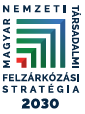 MAGYAR NEMZETI TÁRSADALMI
FELZÁRKÓZÁSI
STRATÉGIA
2030